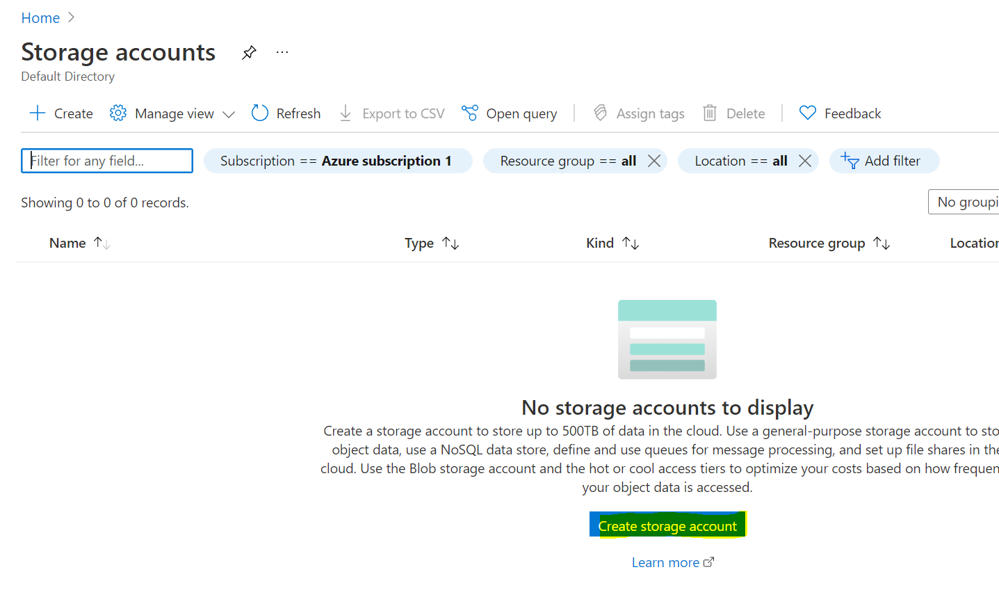 Home
Storage accounts ...
Default Directory
Create Manage view Refresh Export to CSV Open query Assign tags Delete Feedback
Filter for any field... Subscription == Azure subscription 1 Resource group == all Location == all Add filter
Showing 0 to 0 of 0 records. No groupi
Name Type Kind Resource group Location
No storage accounts to display
Create a storage account to store up to 500TB of data in the cloud. Use a general-purpose storage account to sto
object data, use a NoSQL data store, define and use queues for message processing, and set up file shares in the
cloud. Use the Blob storage account and the hot or cool access tiers to optimize your costs based on how frequen
your object data is accessed.
Create storage account
Learn more